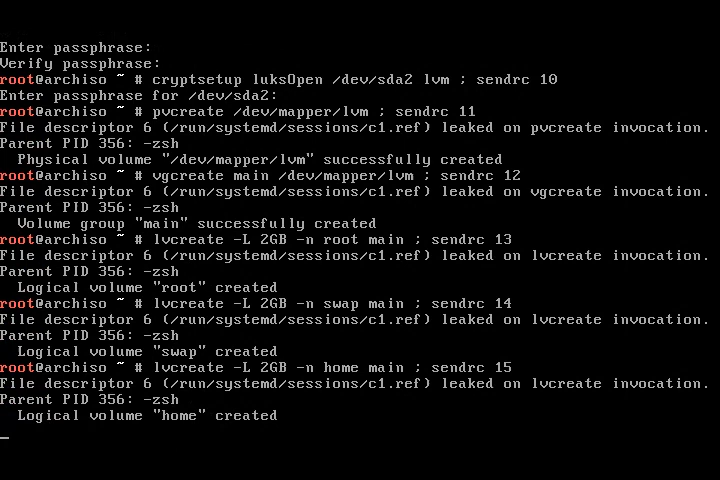 Enter passphrase:
Verify passphrase:
root@archiso ~ # cryptsetup luksOpen /dev/sda2 lvm ; sendrc 10
Enter passphrase for /dev/sda2:
root@archiso ~ # pvcreate /dev/mapper/lvm ; sendrc 11
File descriptor 6 (/run/systemd/sessions/c1.ref) leaked on pvcreate invocation.
Parent PID 356: -zsh
  Physical volume "/dev/mapper/lvm" successfully created
root@archiso ~ # vgcreate main /dev/mapper/lvm ; sendrc 12
File descriptor 6 (/run/systemd/sessions/c1.ref) leaked on vgcreate invocation.
Parent PID 356: -zsh
  Volume group "main" successfully created
root@archiso ~ # lvcreate -L 2GB -n root main ; sendrc 13
File descriptor 6 (/run/systemd/sessions/c1.ref) leaked on lvcreate invocation.
Parent PID 356: -zsh
  Logical volume "root" created
root@archiso ~ # lvcreate -L 2GB -n swap main ; sendrc 14
File descriptor 6 (/run/systemd/sessions/c1.ref) leaked on lvcreate invocation.
Parent PID 356: -zsh
  Logical volume "swap" created
root@archiso ~ # lvcreate -L 2GB -n home main ; sendrc 15
File descriptor 6 (/run/systemd/sessions/c1.ref) leaked on lvcreate invocation.
Parent PID 356: -zsh
  Logical volume "home" created